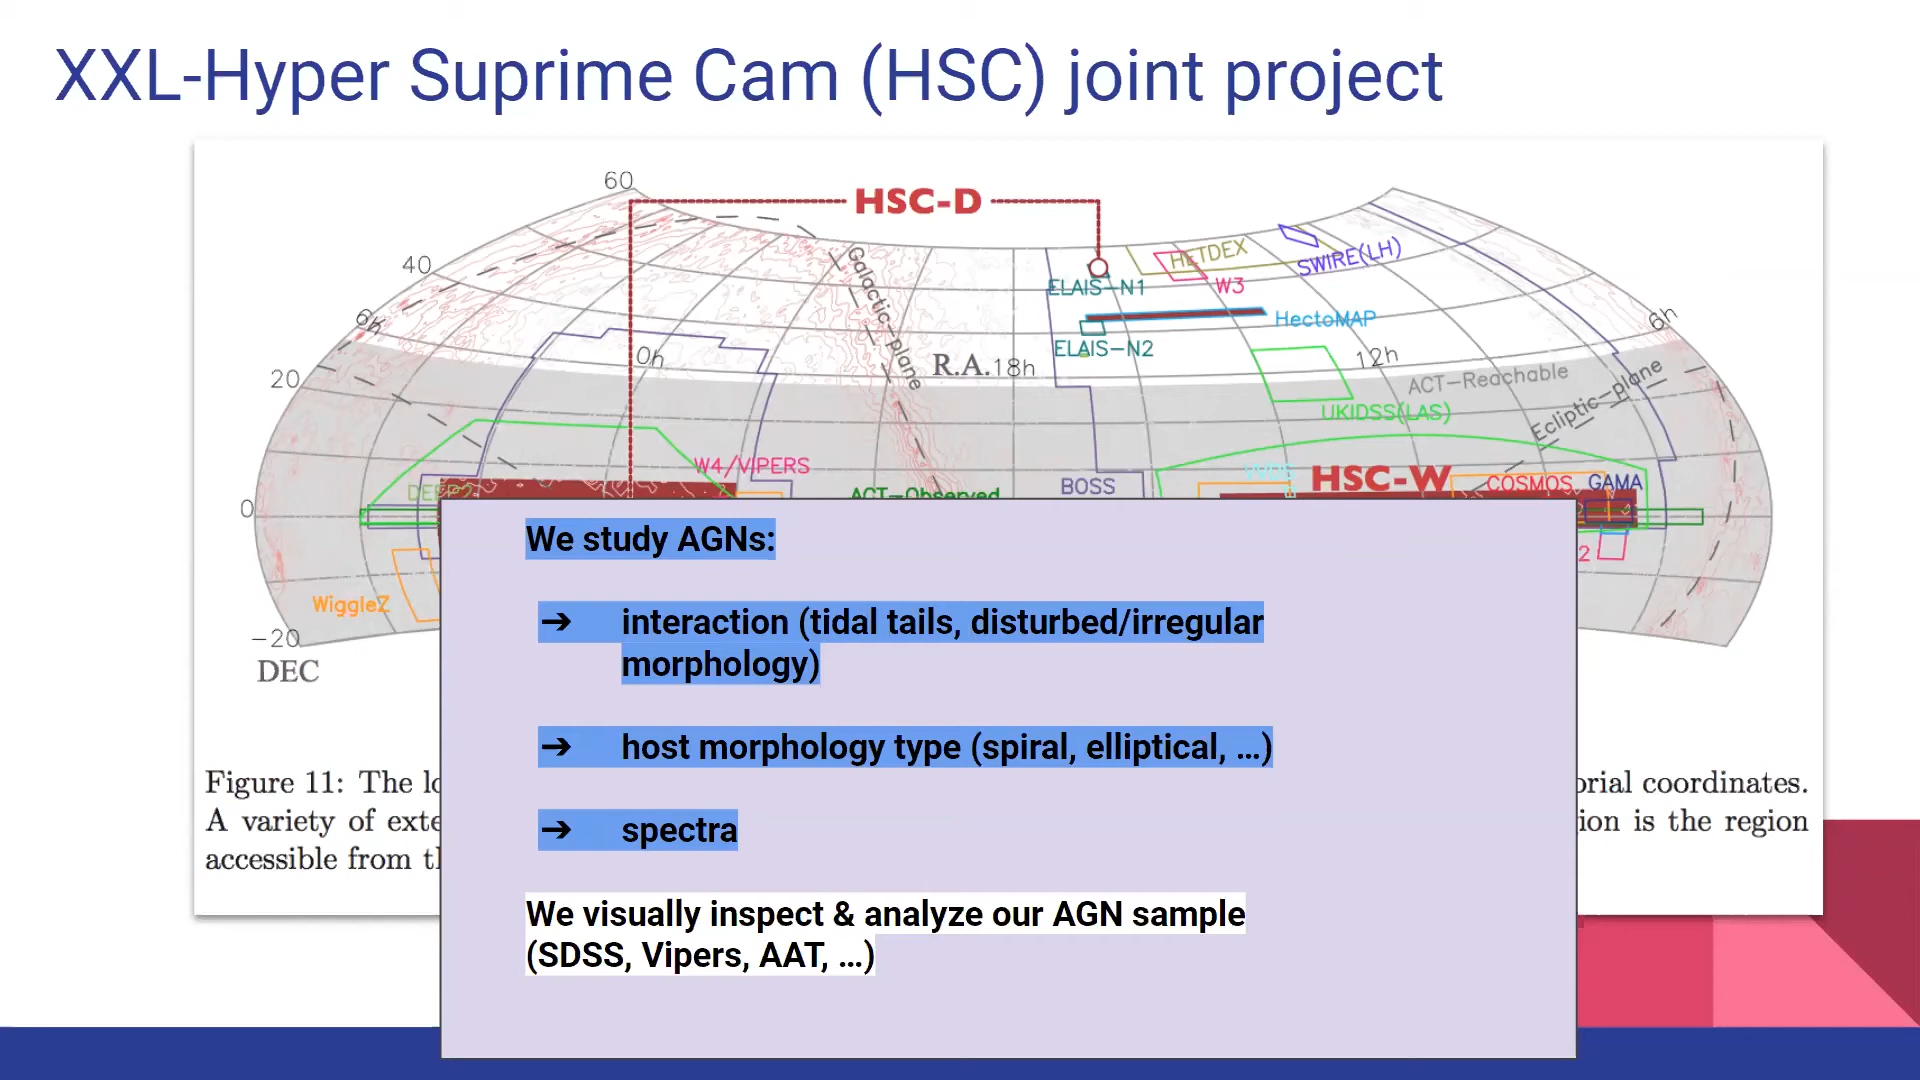 XXL-Hyper Suprime Cam (HSC) joint project
60
HSC-D
40
Galactic-plane
HETDEX
SWIRE(LH)
ELAIS-N1
W3
6h
HectoMAP
6h
0h
ELAIS-N2
R.A. 18h
12h
20
ACT-Reachable
Ecliptic-plane
UKIDSS(LAS)
W4/VIPERS
HSC-W
DEEP2
ACT-Observed
BOSS
COSMOS
GAMA
0
2
WiggleZ
-20
DEC
We study AGNs:
➔ interaction (tidal tails, disturbed/irregular
morphology)
➔ host morphology type (spiral, elliptical, ...)
➔ spectra
We visually inspect & analyze our AGN sample
(SDSS, Vipers, AAT, ...)
Figure 11: The
orial coordinates.
A variety of
ion is the region
accessible from